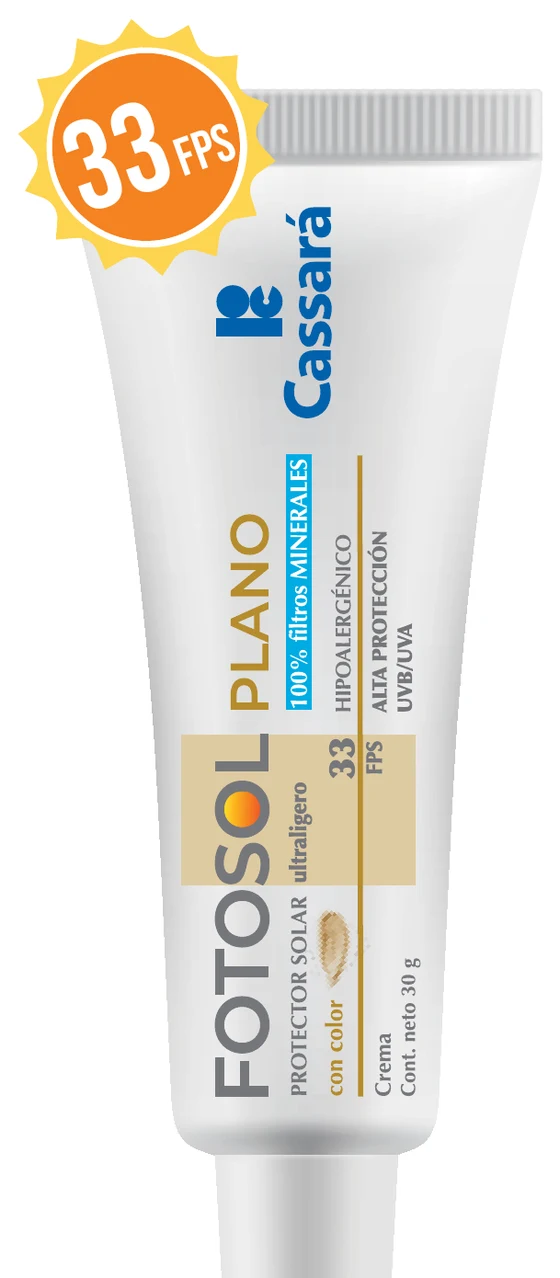 33 FPS
Cassará
FOTOSOL PLANO
PROTECTOR SOLAR ultraligero
100% filtros MINERALES
con color
33
FPS
HIPOALERGÉNICO
ALTA PROTECCIÓN
UVB/UVA
Crema
Cont. neto 30 g